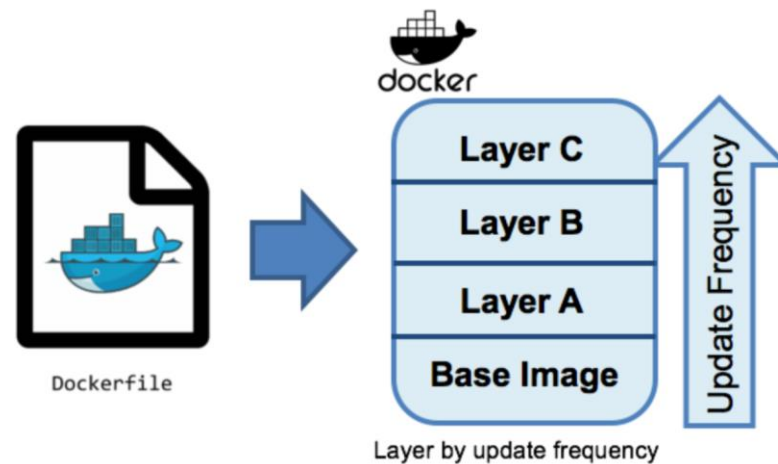 docker
Layer C
Layer B
Layer A
Base Image
Update Frequency
Dockerfile
Layer by update frequency